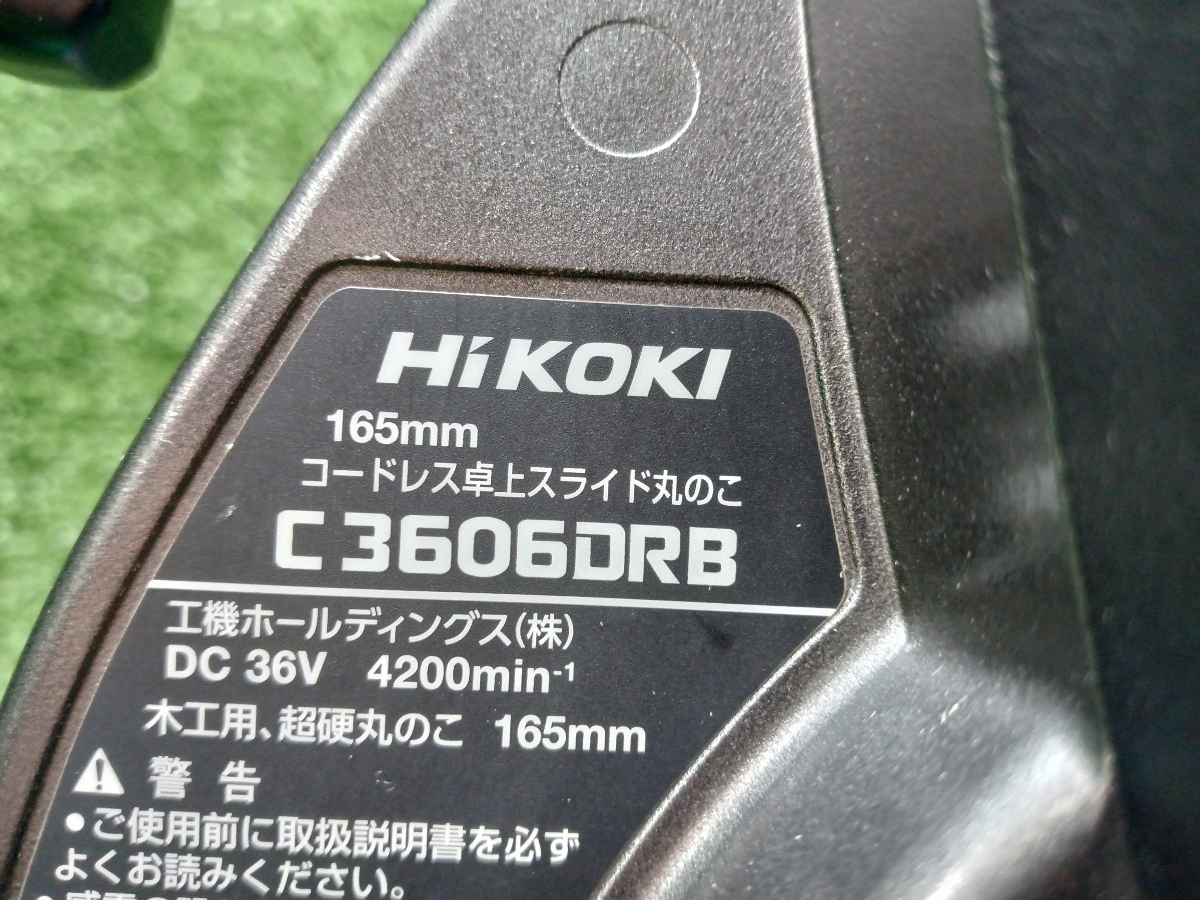 HiKOKI
165mm
コードレス卓上スライド丸のこ
C3606DRB
工機ホールディングス(株)
DC 36V 4200min⁻¹
木工用、超硬丸のこ 165mm
⚠ 警告
●ご使用前に取扱説明書を必ず
よくお読みください。